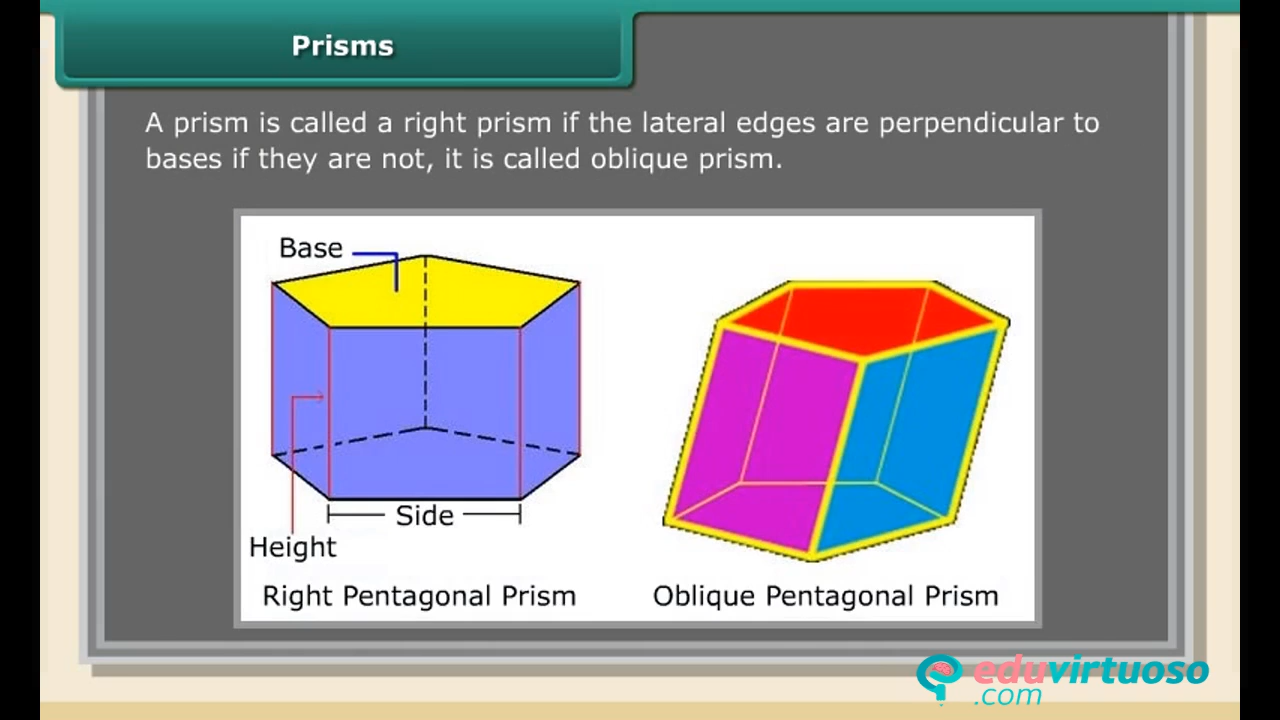 Prisms
A prism is called a right prism if the lateral edges are perpendicular to
bases if they are not, it is called oblique prism.
Base
Side
Height
Right Pentagonal Prism
Oblique Pentagonal Prism
eduvirtuoso
.com